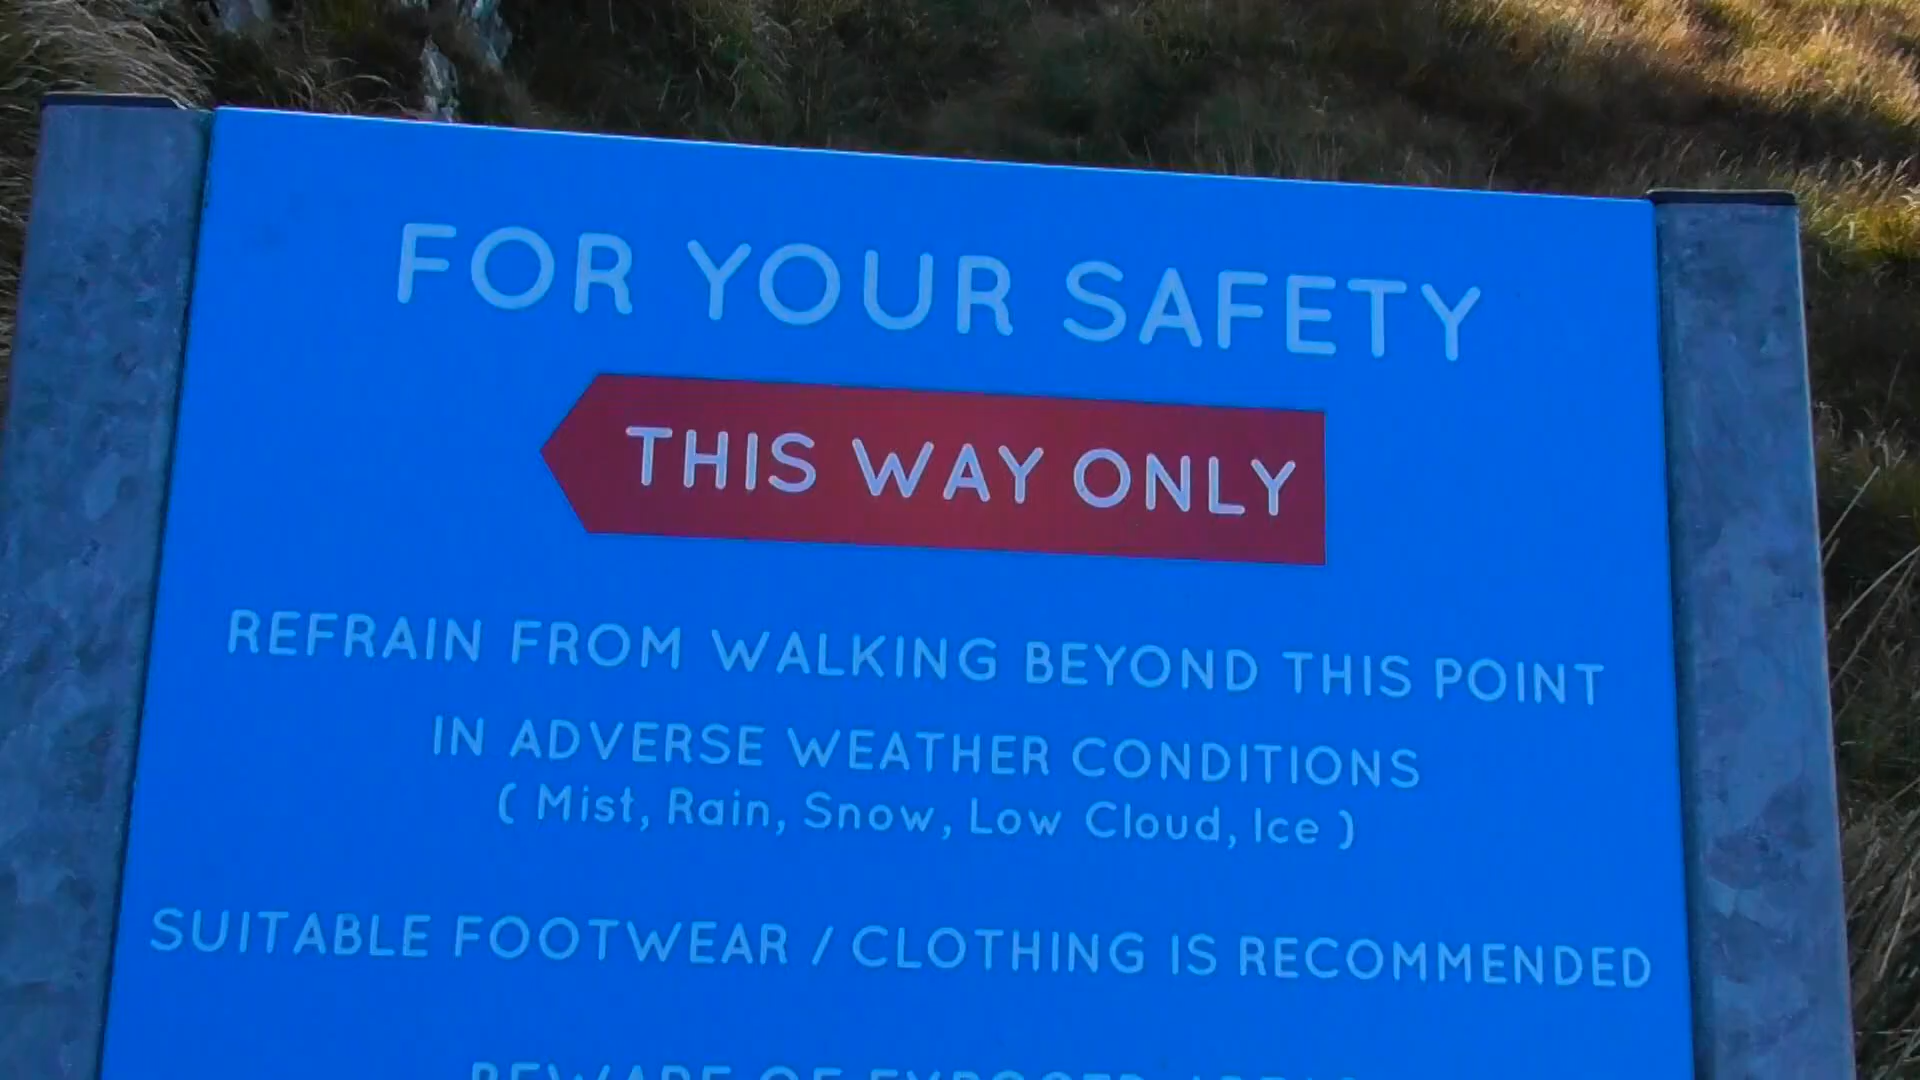 FOR YOUR SAFETY
THIS WAY ONLY
REFRAIN FROM WALKING BEYOND THIS POINT
IN ADVERSE WEATHER CONDITIONS
( Mist, Rain, Snow, Low Cloud, Ice )
SUITABLE FOOTWEAR / CLOTHING IS RECOMMENDED
BEWARE OF EXPOSED